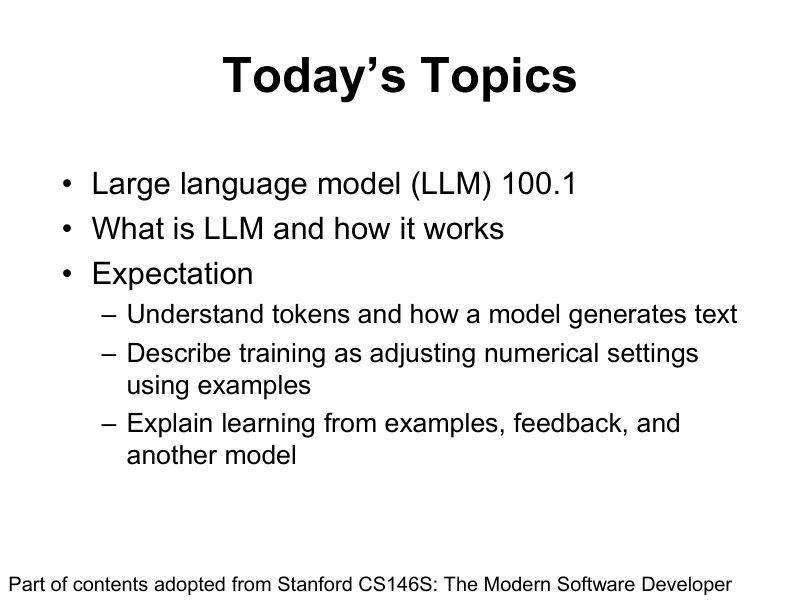 Today’s Topics
• Large language model (LLM) 100.1
• What is LLM and how it works
• Expectation
– Understand tokens and how a model generates text
– Describe training as adjusting numerical settings
using examples
– Explain learning from examples, feedback, and
another model
Part of contents adopted from Stanford CS146S: The Modern Software Developer